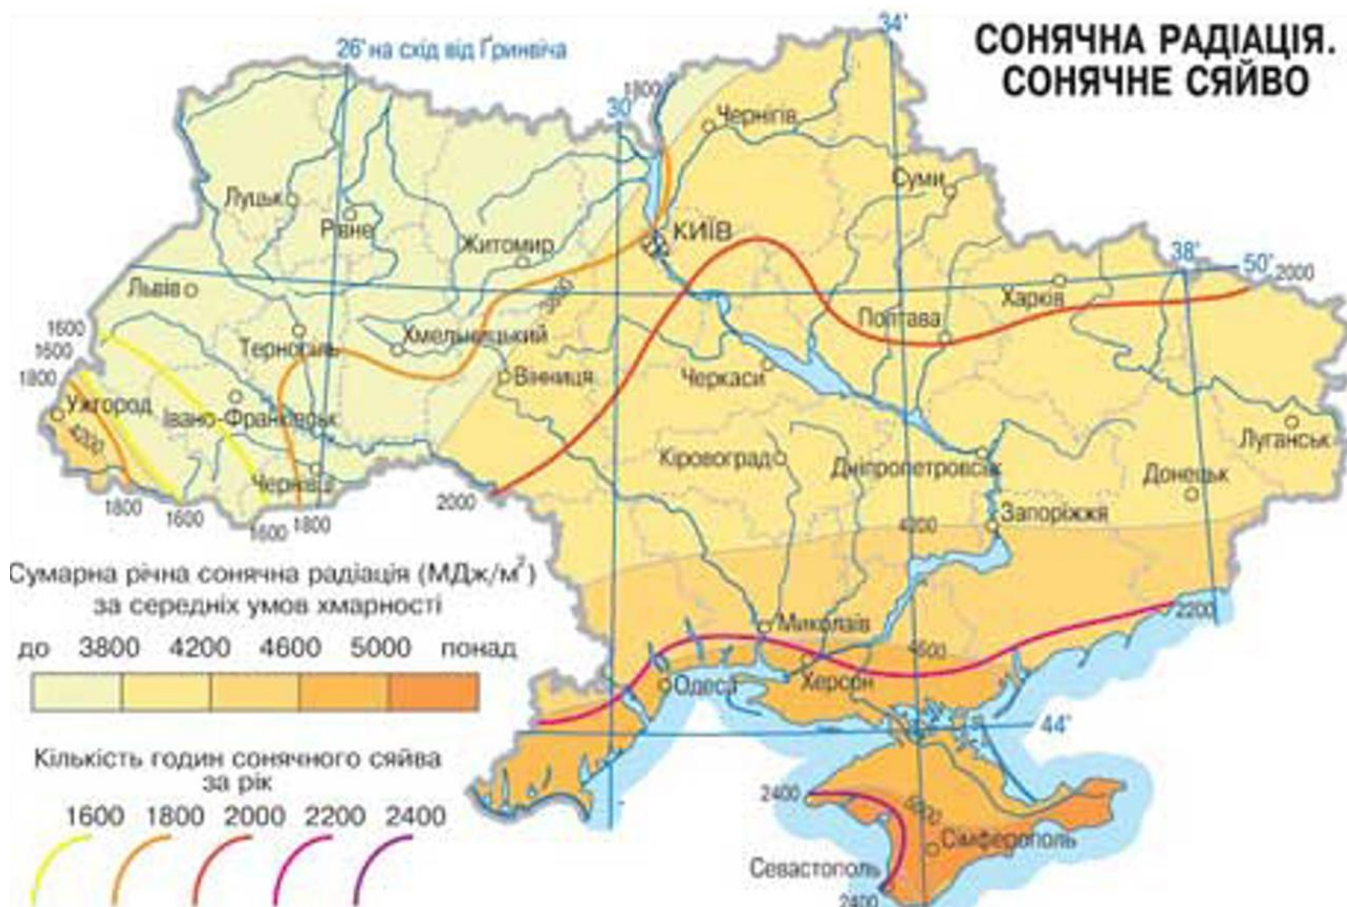 СОНЯЧНА РАДІАЦІЯ.
СОНЯЧНЕ СЯЙВО
26° на схід від Ґринвіча
30°
34°
1800
Чернігів
Суми
Луцьк
Рівне
Житомир
КИЇВ
38°
50°
2000
Львів
3800
Харків
1600
1600
1800
Тернопіль
Хмельницький
Полтава
Вінниця
Черкаси
Ужгород
4200
Івано-Франківськ
Луганськ
Кіровоград
Дніпропетровськ
Донецьк
Чернівці
2000
1800
1600
1600
1800
4200
Запоріжжя
Сумарна річна сонячна радіація (МДж/м²)
за середніх умов хмарності
до 3800 4200 4600 5000 понад
Миколаїв
2200
Одеса
Херсон
44°
Кількість годин сонячного сяйва
за рік
1600 1800 2000 2200 2400
2400
Сімферополь
Севастополь
2400